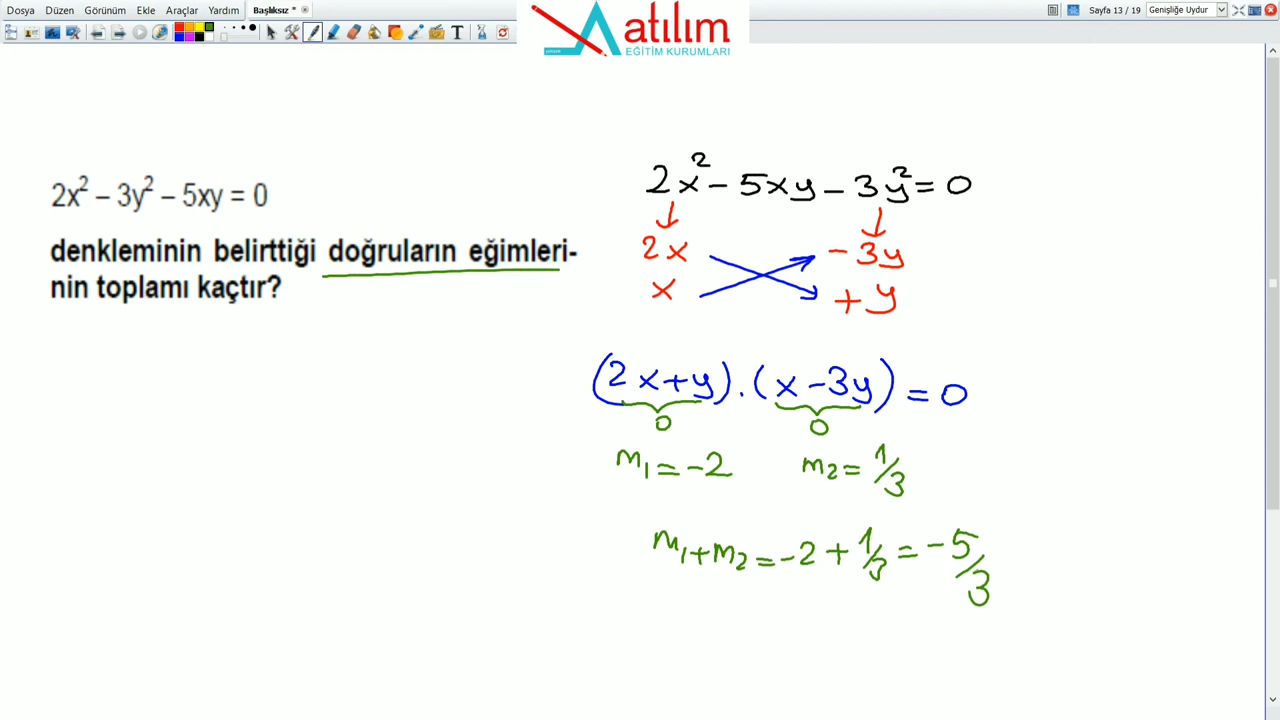 Dosya Düzen Görünüm Ekle Araçlar Yardım Başlıksız * Sayfa 13 / 19 Genişliğe Uydur
atılım
EĞİTİM KURUMLARI
2x² – 3y² – 5xy = 0
denkleminin belirttiği doğruların eğimleri-
nin toplamı kaçtır?
2x² – 5xy – 3y² = 0
2x – 3y
x + y
(2x+y) . (x – 3y) = 0
0 0
m₁ = –2 m₂ = 1/3
m₁+m₂ = –2 + 1/3 = –5/3